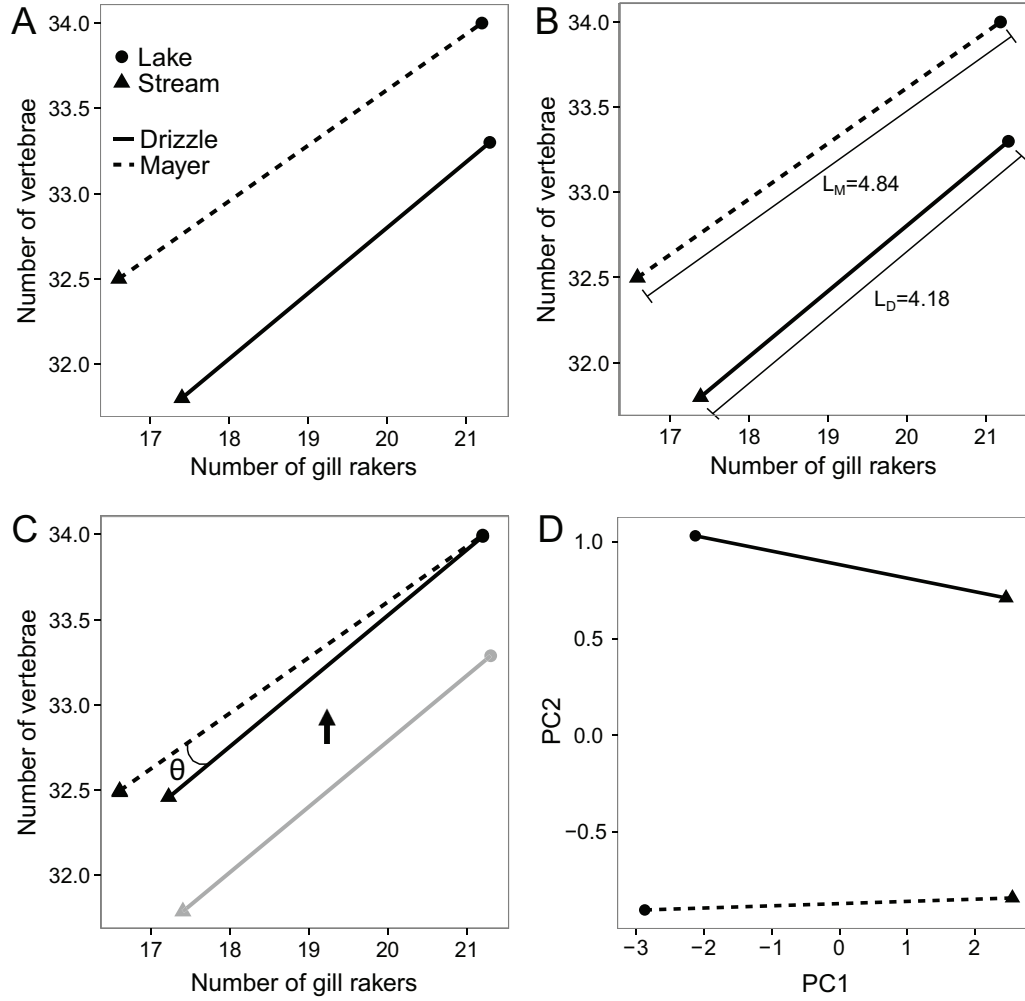 A
Number of vertebrae
34.0
33.5
33.0
32.5
32.0
Lake
Stream
Drizzle
Mayer
17
18
19
20
21
Number of gill rakers
B
Number of vertebrae
34.0
33.5
33.0
32.5
32.0
L_M=4.84
L_D=4.18
17
18
19
20
21
Number of gill rakers
C
Number of vertebrae
34.0
33.5
33.0
32.5
32.0
θ
17
18
19
20
21
Number of gill rakers
D
PC2
1.0
0.5
0.0
−0.5
−3
−2
−1
0
1
2
PC1